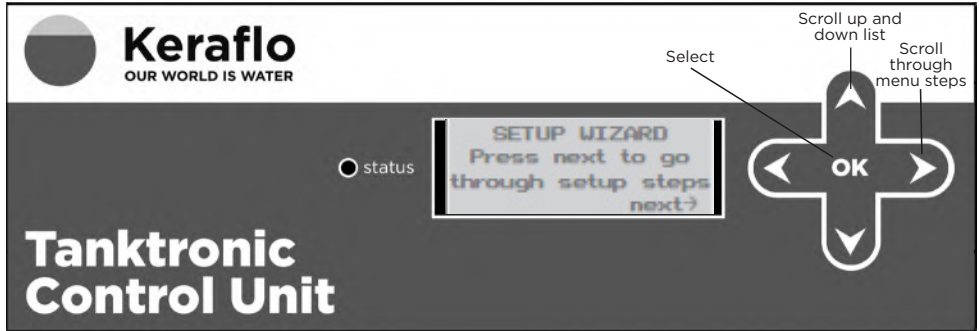 Keraflo
OUR WORLD IS WATER
Select
Scroll up and
down list
Scroll
through
menu steps
status
SETUP WIZARD
Press next to go
through setup steps
next→
OK
Tanktronic
Control Unit